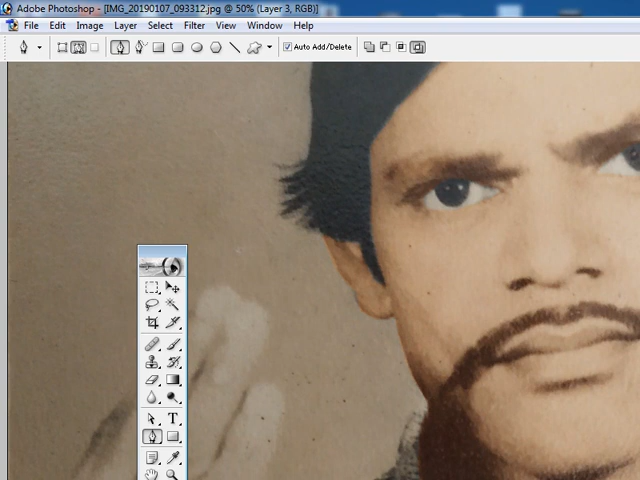 Adobe Photoshop - [IMG_20190107_093312.jpg @ 50% (Layer 3, RGB)]
File Edit Image Layer Select Filter View Window Help
Auto Add/Delete
T